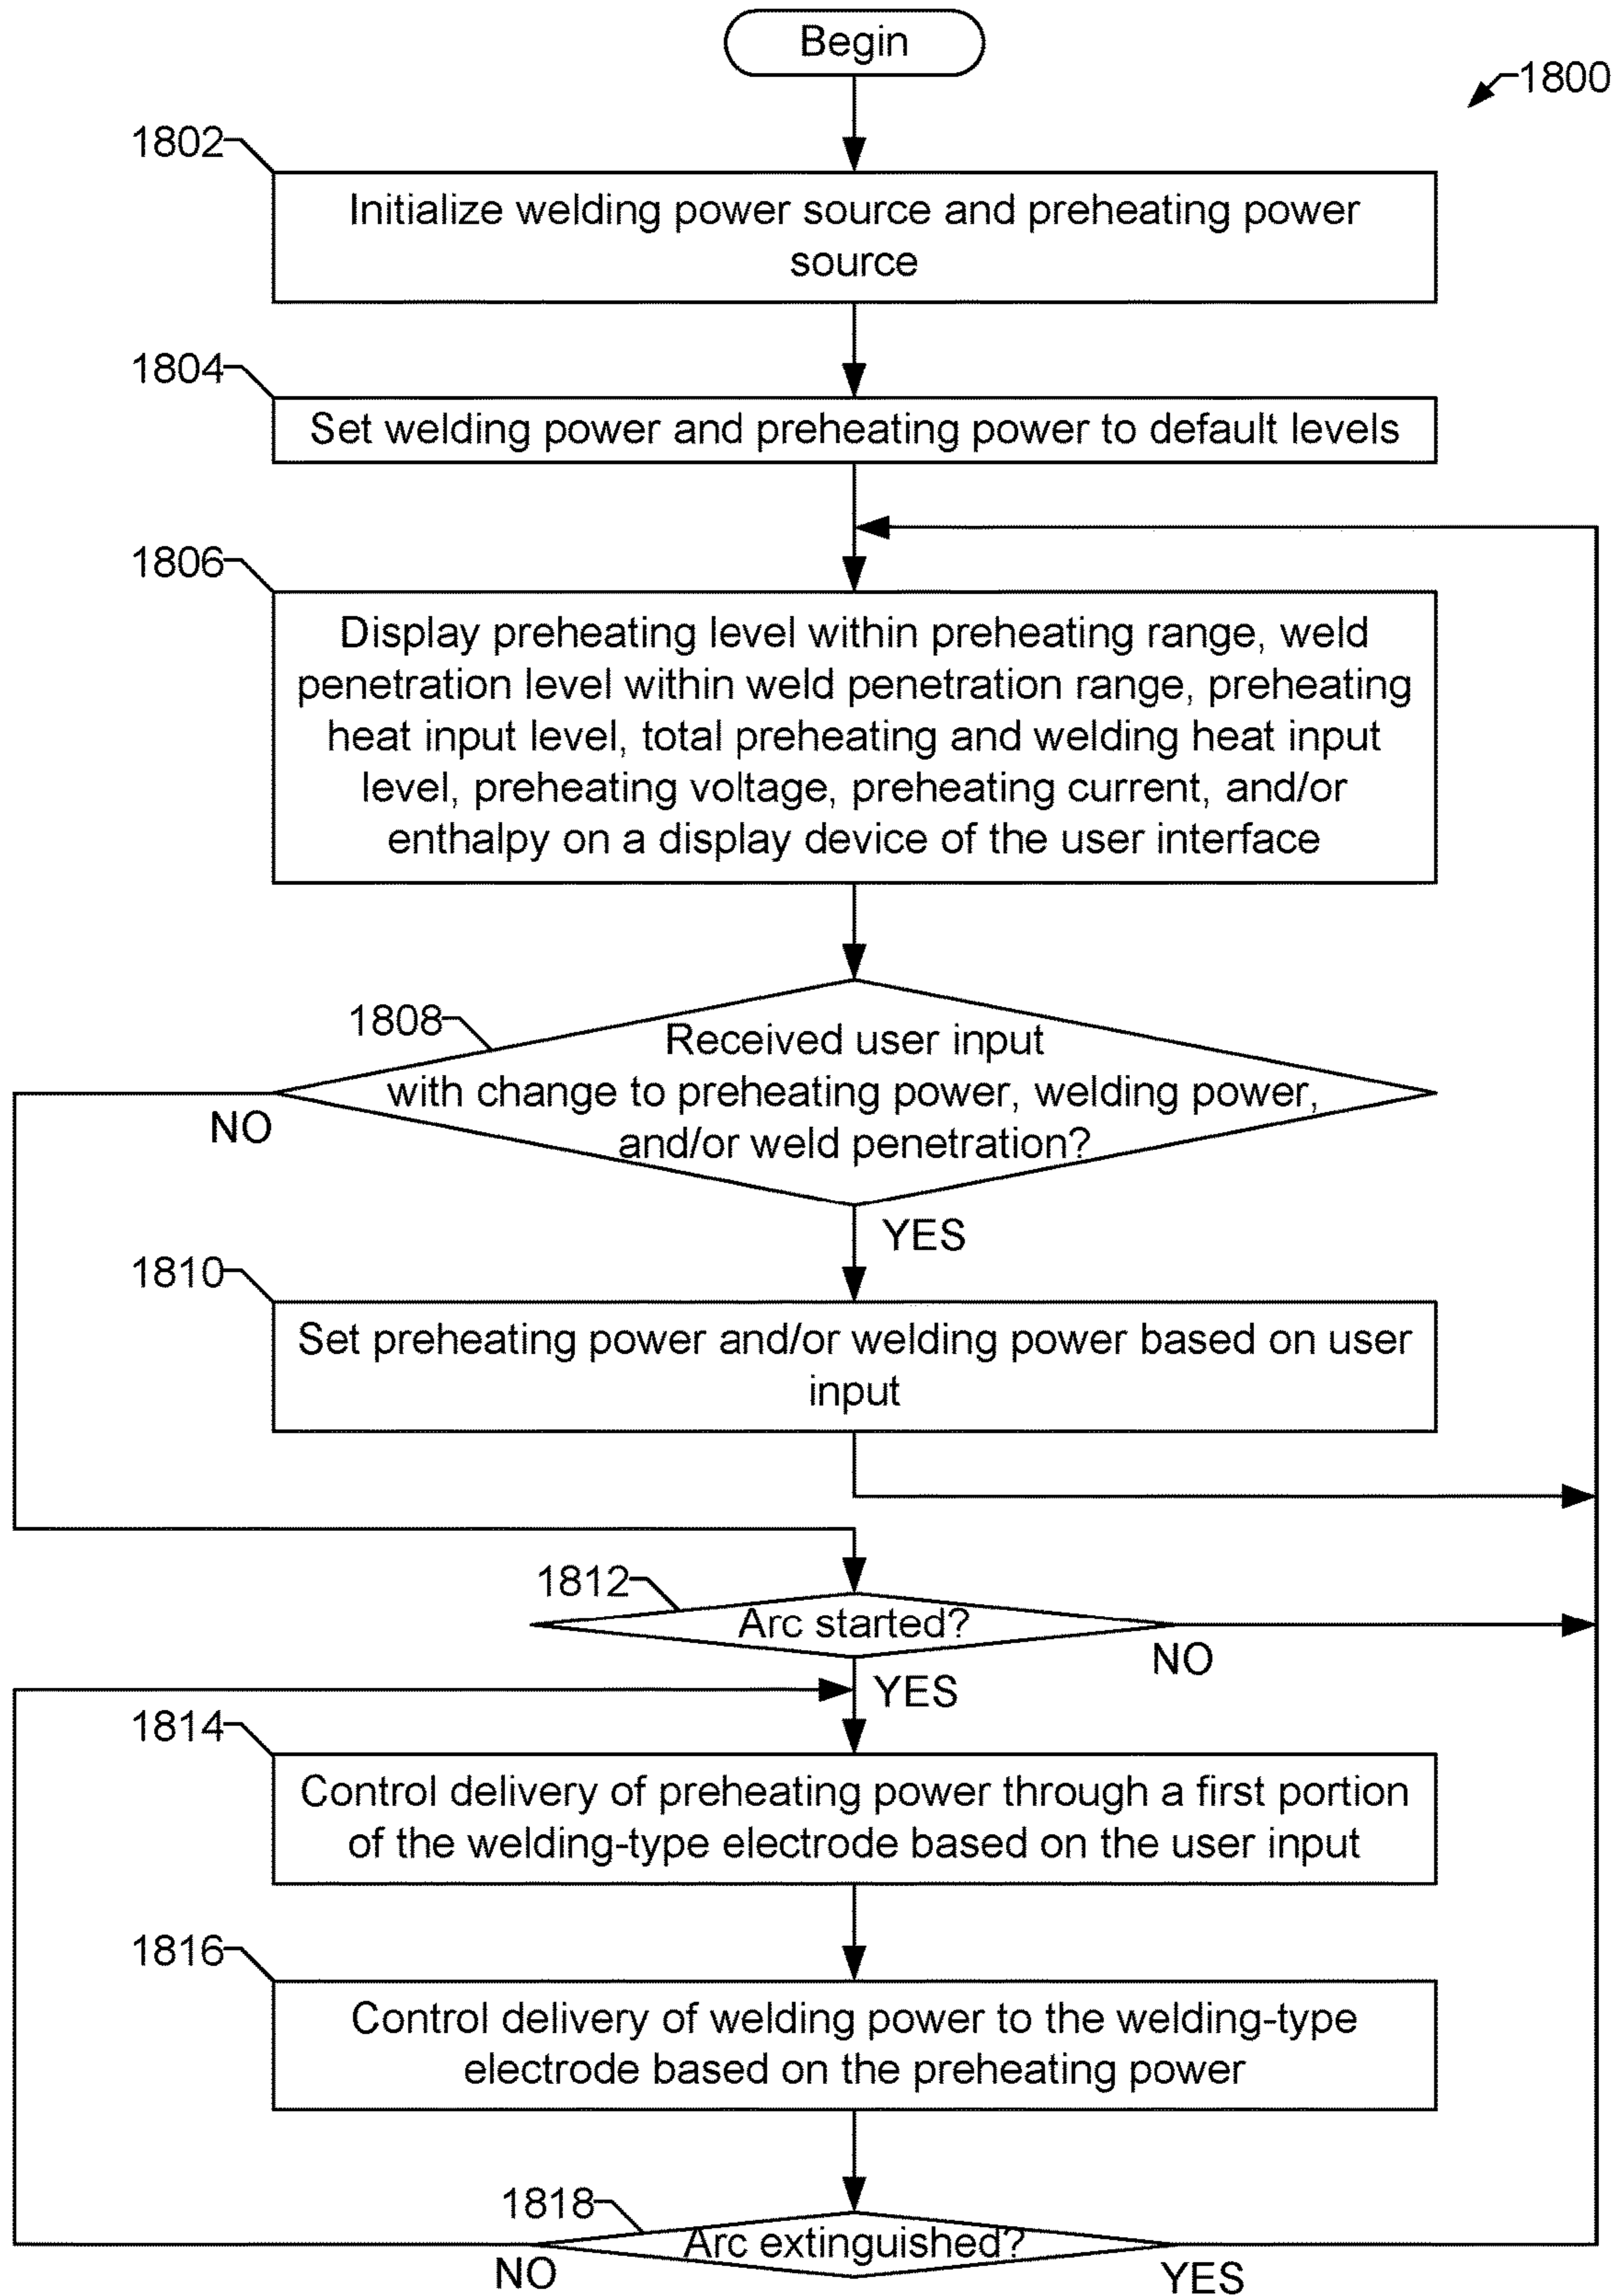 Begin
1800
1802
Initialize welding power source and preheating power
source
1804
Set welding power and preheating power to default levels
1806
Display preheating level within preheating range, weld
penetration level within weld penetration range, preheating
heat input level, total preheating and welding heat input
level, preheating voltage, preheating current, and/or
enthalpy on a display device of the user interface
1808
Received user input
with change to preheating power, welding power,
and/or weld penetration?
NO
YES
1810
Set preheating power and/or welding power based on user
input
1812
Arc started?
NO
YES
1814
Control delivery of preheating power through a first portion
of the welding-type electrode based on the user input
1816
Control delivery of welding power to the welding-type
electrode based on the preheating power
1818
Arc extinguished?
NO
YES